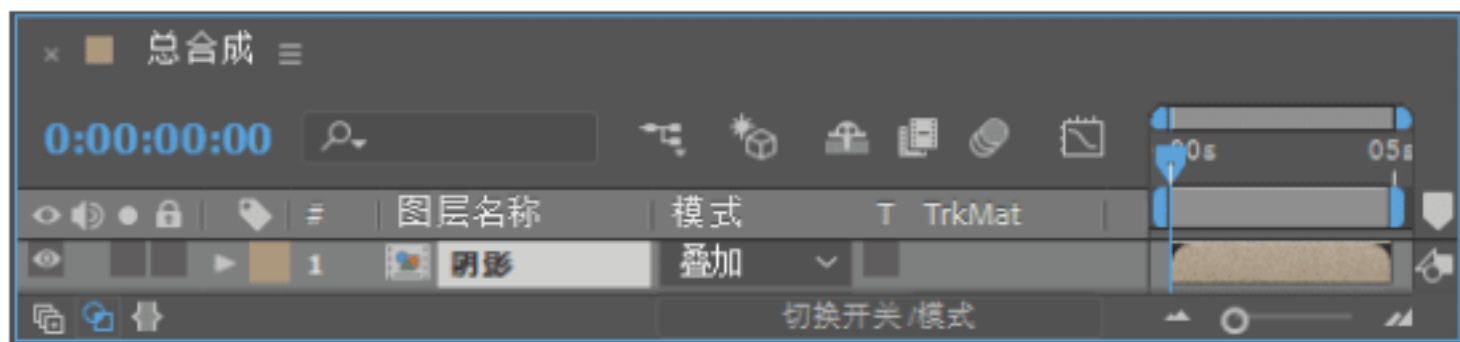 × 总合成 ≡
0:00:00:00
00s 05s
# 图层名称 模式 T TrkMat
1 阴影 叠加
切换开关/模式